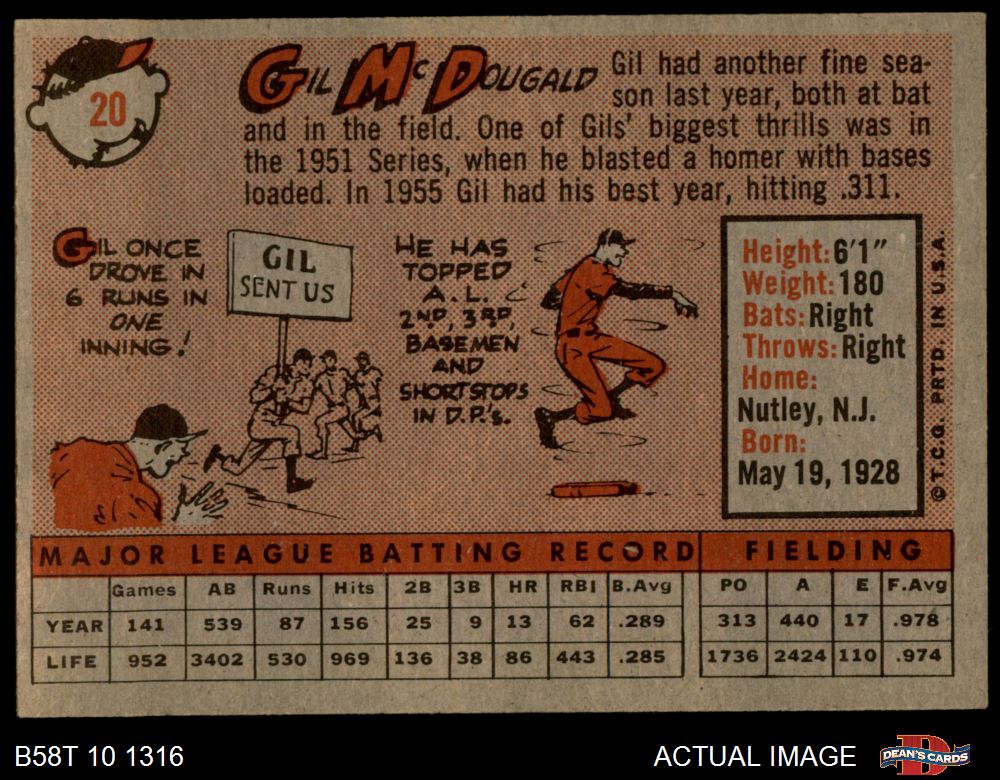 20
GIL McDOUGALD
Gil had another fine sea-
son last year, both at bat
and in the field. One of Gils' biggest thrills was in
the 1951 Series, when he blasted a homer with bases
loaded. In 1955 Gil had his best year, hitting .311.
GIL ONCE
DROVE IN
6 RUNS IN
ONE
INNING!
GIL
SENT US
HE HAS
TOPPED
A.L.
2ND, 3RD,
BASEMEN
AND
SHORTSTOPS
IN D.P.'s.
Height: 6'1"
Weight: 180
Bats: Right
Throws: Right
Home:
Nutley, N.J.
Born:
May 19, 1928
© T.C.G. PRTD. IN U.S.A.
MAJOR LEAGUE BATTING RECORD FIELDING
Games AB Runs Hits 2B 3B HR RBI B.Avg PO A E F.Avg
YEAR 141 539 87 156 25 9 13 62 .289 313 440 17 .978
LIFE 952 3402 530 969 136 38 86 443 .285 1736 2424 110 .974
B58T 10 1316
ACTUAL IMAGE
DEAN'S CARDS